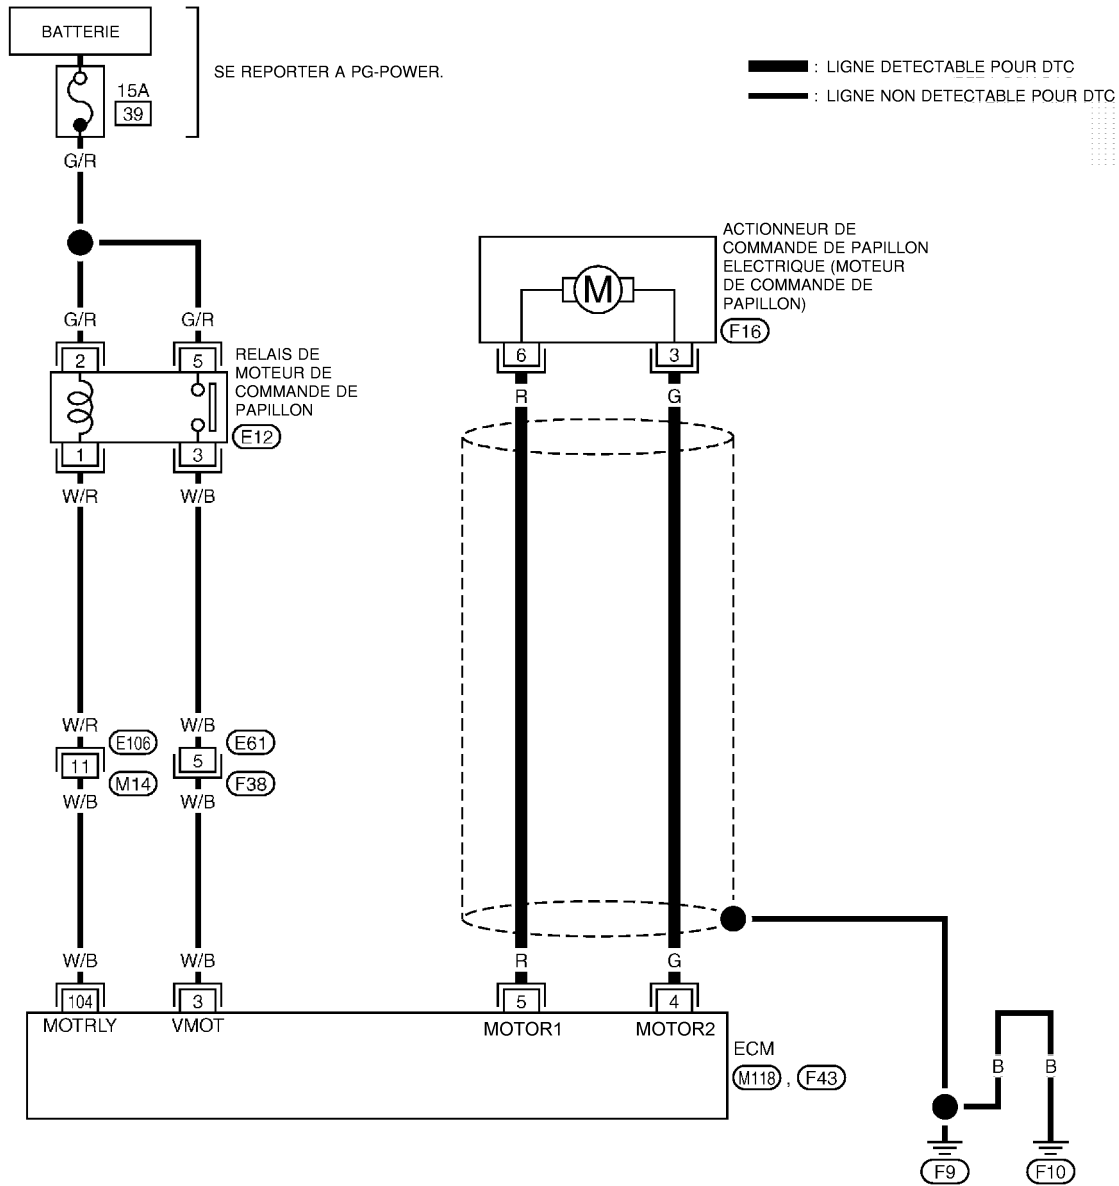 BATTERIE
SE REPORTER A PG-POWER.
15A
39
G/R
: LIGNE DETECTABLE POUR DTC
: LIGNE NON DETECTABLE POUR DTC
G/R
G/R
2
5
RELAIS DE
MOTEUR DE
COMMANDE DE
PAPILLON
E12
1
3
W/R
W/B
ACTIONNEUR DE
COMMANDE DE PAPILLON
ELECTRIQUE (MOTEUR
DE COMMANDE DE
PAPILLON)
F16
M
6
3
R
G
W/R
W/B
E106
E61
11
5
M14
F38
W/B
W/B
W/B
W/B
R
G
104
3
5
4
MOTRLY
VMOT
MOTOR1
MOTOR2
ECM
M118 , F43
B
B
F9
F10